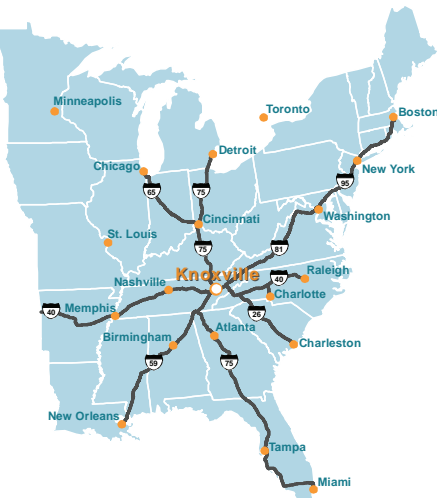 Minneapolis
Toronto
Boston
Detroit
Chicago
New York
65
75
95
Cincinnati
Washington
St. Louis
75
81
Knoxville
Raleigh
40
Nashville
Charlotte
Memphis
40
26
Birmingham
Atlanta
Charleston
59
75
New Orleans
Tampa
Miami